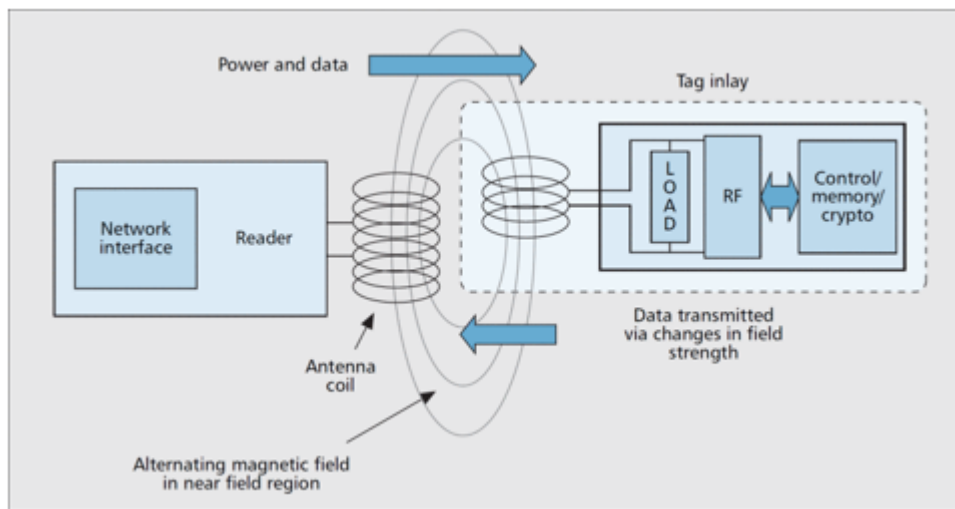 Power and data
Tag inlay
Network
interface
Reader
LOAD
RF
Control/
memory/
crypto
Data transmitted
via changes in field
strength
Antenna
coil
Alternating magnetic field
in near field region